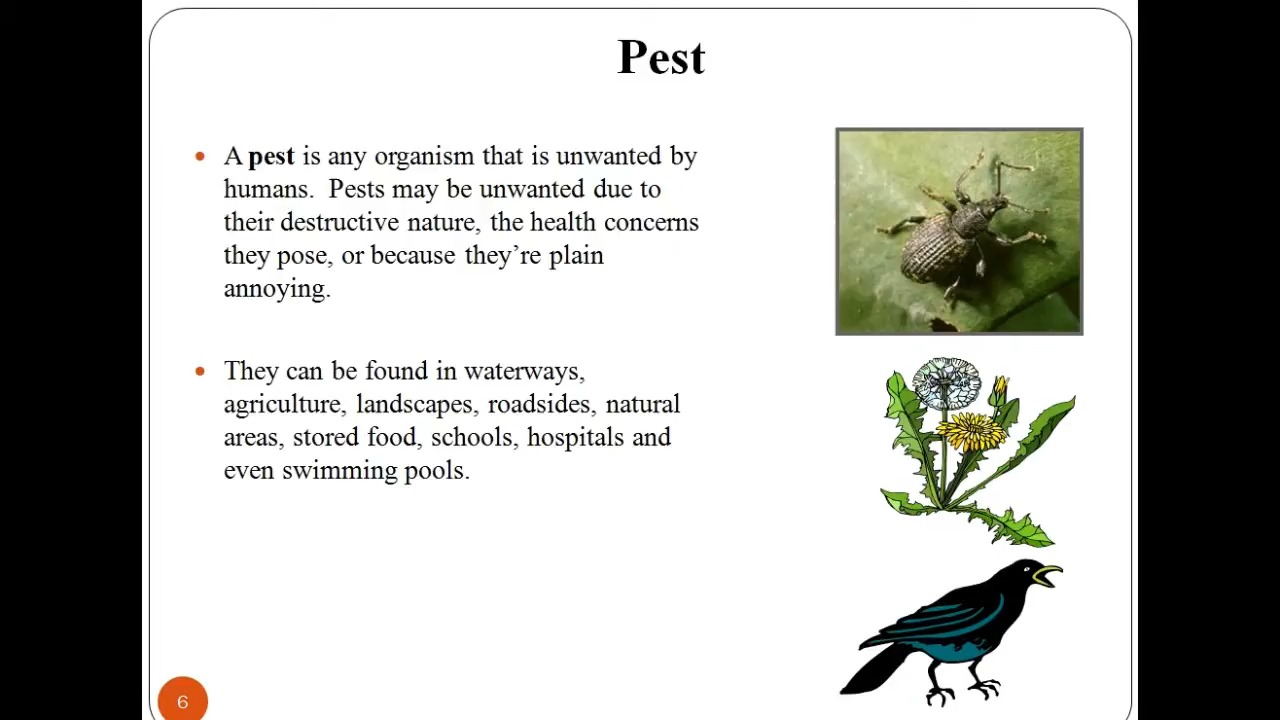 Pest
• A pest is any organism that is unwanted by
humans.  Pests may be unwanted due to
their destructive nature, the health concerns
they pose, or because they’re plain
annoying.
• They can be found in waterways,
agriculture, landscapes, roadsides, natural
areas, stored food, schools, hospitals and
even swimming pools.
6